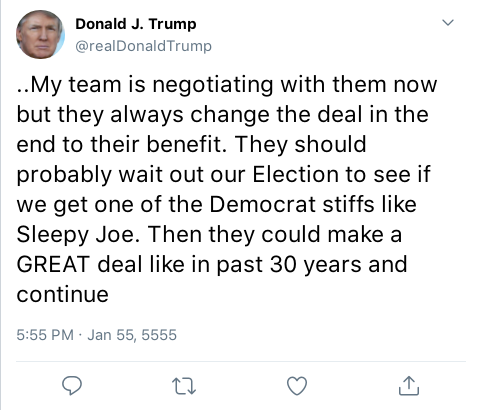 Donald J. Trump
@realDonaldTrump
..My team is negotiating with them now
but they always change the deal in the
end to their benefit. They should
probably wait out our Election to see if
we get one of the Democrat stiffs like
Sleepy Joe. Then they could make a
GREAT deal like in past 30 years and
continue
5:55 PM · Jan 55, 5555